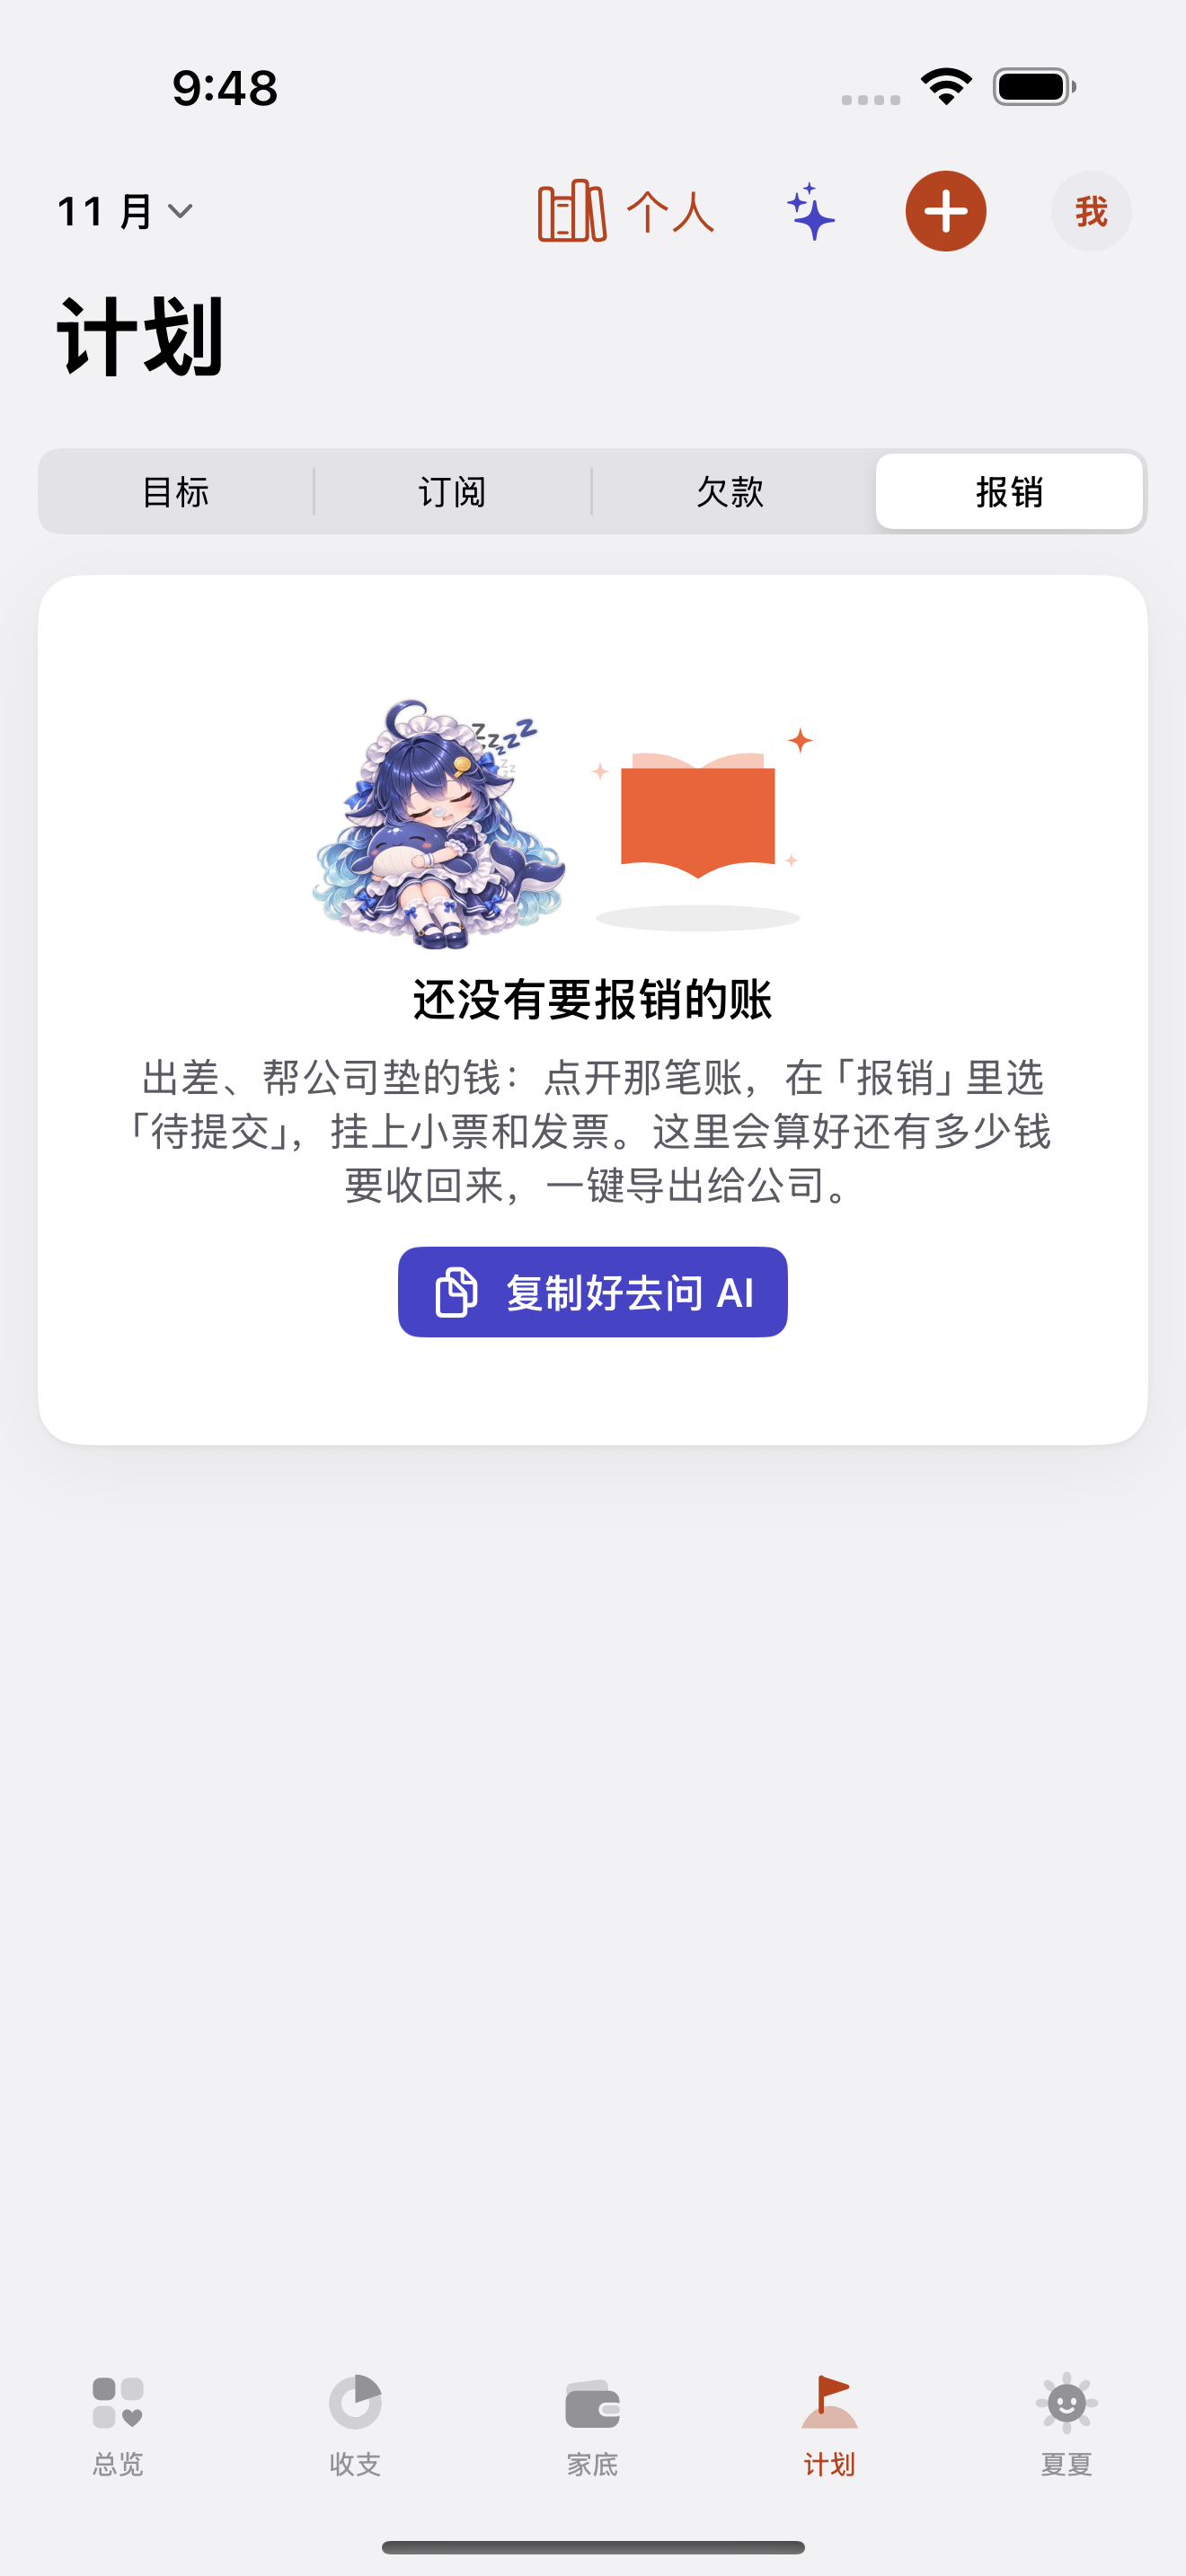 9:48
11 月
个人
我
计划
目标
订阅
欠款
报销
还没有要报销的账
出差、帮公司垫的钱：点开那笔账，在「报销」里选
「待提交」，挂上小票和发票。这里会算好还有多少钱
要收回来，一键导出给公司。
复制好去问 AI
总览
收支
家底
计划
夏夏